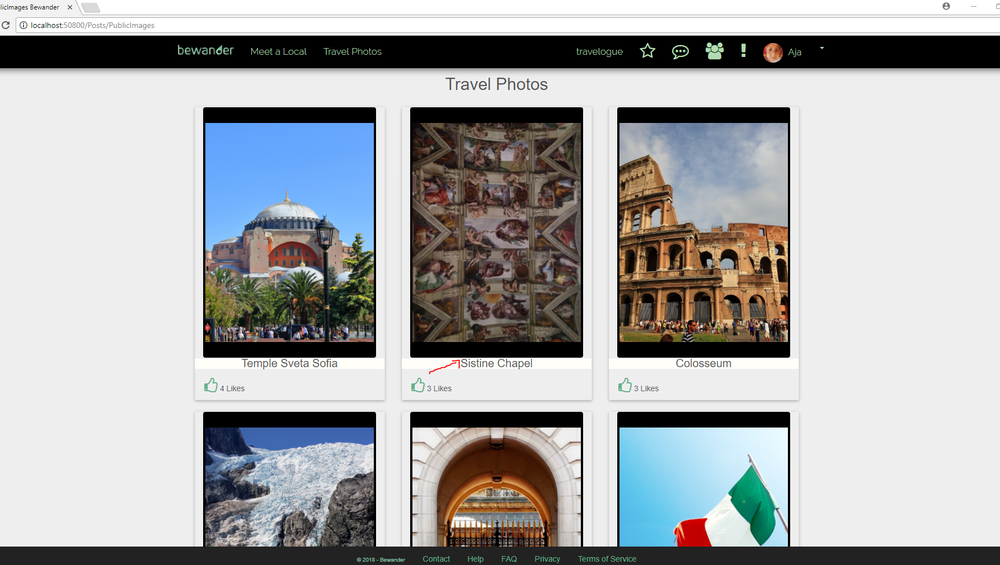 licImages Bewander
localhost:50800/Posts/PublicImages
bewander Meet a Local Travel Photos travelogue Aja
Travel Photos
Temple Sveta Sofia
4 Likes
Sistine Chapel
3 Likes
Colosseum
3 Likes
© 2018 - Bewander Contact Help FAQ Privacy Terms of Service